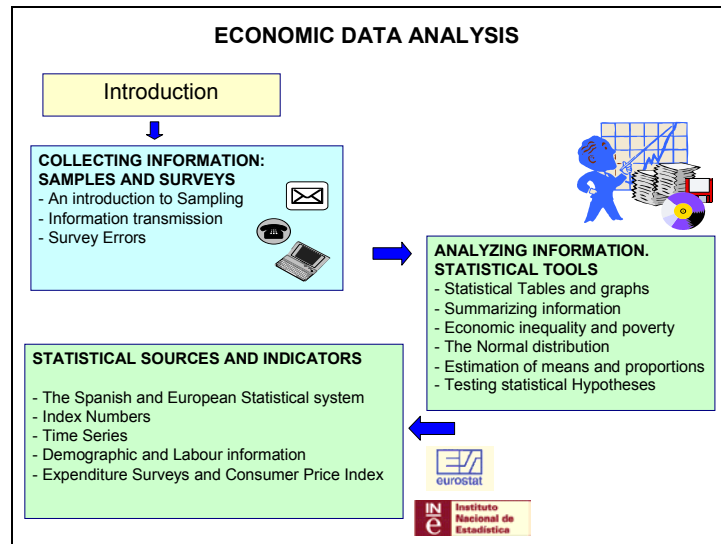 ECONOMIC DATA ANALYSIS
Introduction
COLLECTING INFORMATION:
SAMPLES AND SURVEYS
- An introduction to Sampling
- Information transmission
- Survey Errors
ANALYZING INFORMATION.
STATISTICAL TOOLS
- Statistical Tables and graphs
- Summarizing information
- Economic inequality and poverty
- The Normal distribution
- Estimation of means and proportions
- Testing statistical Hypotheses
STATISTICAL SOURCES AND INDICATORS
- The Spanish and European Statistical system
- Index Numbers
- Time Series
- Demographic and Labour information
- Expenditure Surveys and Consumer Price Index
eurostat
INe
Instituto
Nacional de
Estadística